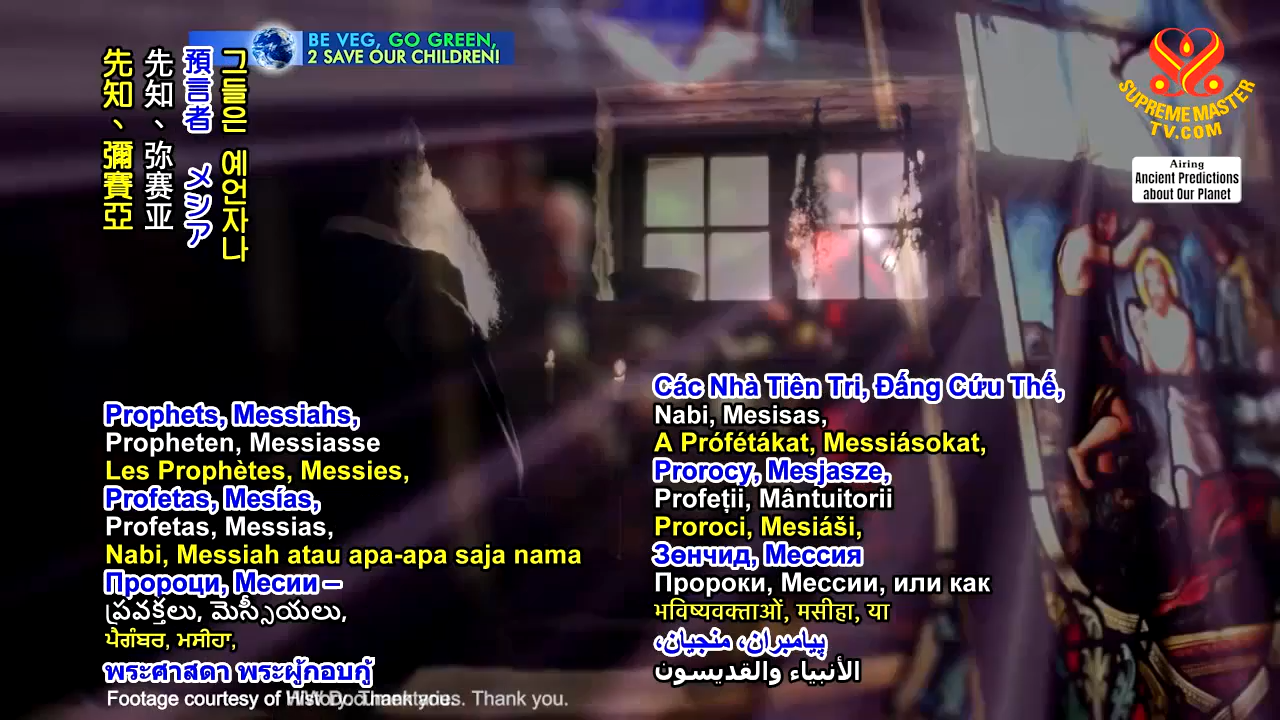 BE VEG, GO GREEN,
2 SAVE OUR CHILDREN!
SUPREME MASTER
TV.COM
Airing
Ancient Predictions
about Our Planet
先知、彌賽亞
先知、弥赛亚
預言者 メシア
그들은 예언자나
Prophets, Messiahs,
Propheten, Messiasse
Les Prophètes, Messies,
Profetas, Mesías,
Profetas, Messias,
Nabi, Messiah atau apa-apa saja nama
Пророци, Месии –
ప్రవక్తలు, మెస్సీయలు,
ਪੈਗੰਬਰ, ਮਸੀਹਾ,
พระศาสดา พระผู้กอบกู้
Các Nhà Tiên Tri, Đấng Cứu Thế,
Nabi, Mesisas,
A Prófétákat, Messiásokat,
Prorocy, Mesjasze,
Profeții, Mântuitorii
Proroci, Mesiáši,
Зөнчид, Мессия
Пророки, Мессии, или как
भविष्यवक्ताओं, मसीहा, या
پیامبران، منجیان،
الأنبياء والقديسون
Footage courtesy of Thank you.